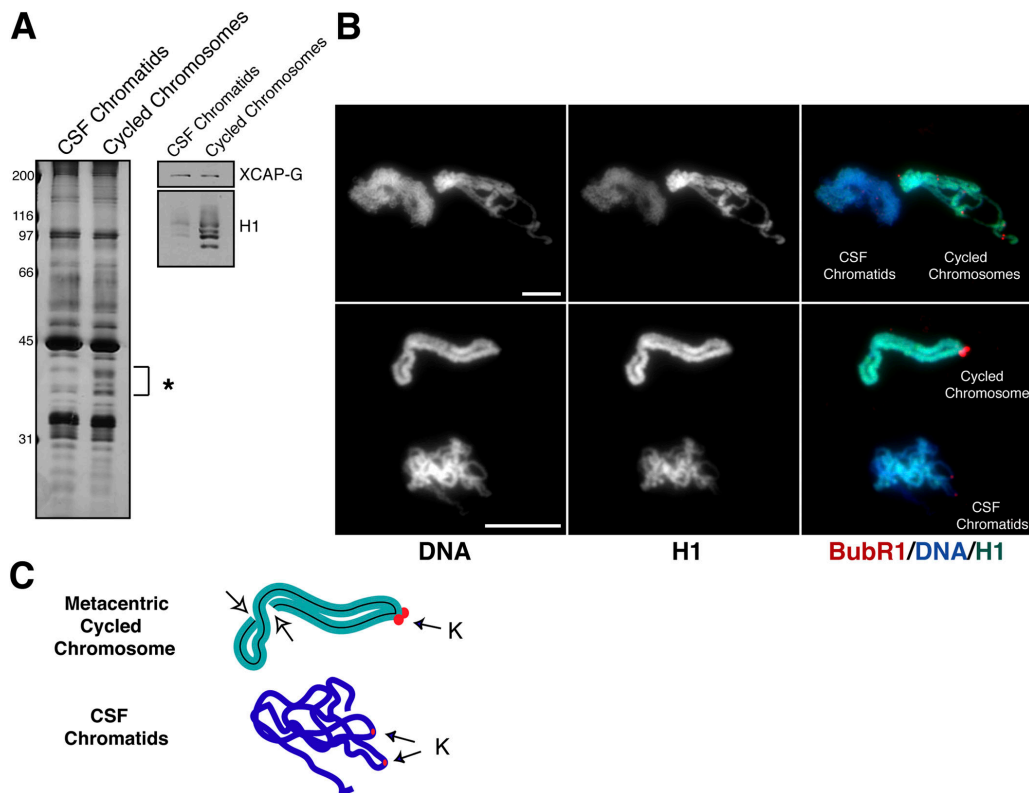 A
CSF Chromatids
Cycled Chromosomes
200
116
97
66
45
31
*
CSF Chromatids
Cycled Chromosomes
XCAP-G
H1
B
CSF
Chromatids
Cycled
Chromosomes
Cycled
Chromosome
CSF
Chromatids
DNA
H1
BubR1/DNA/H1
C
Metacentric
Cycled
Chromosome
K
CSF
Chromatids
K